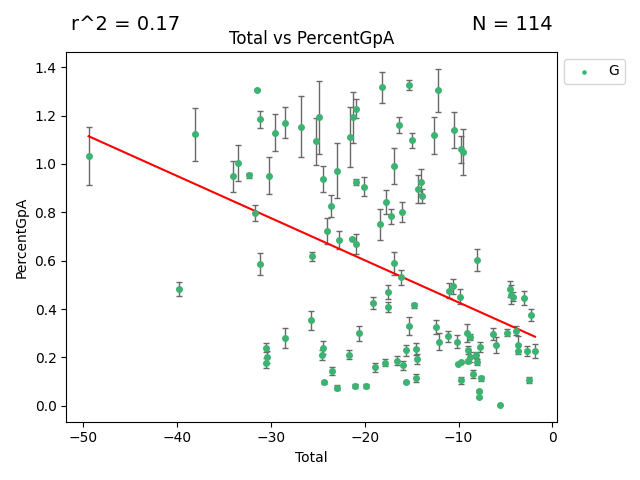 r^2 = 0.17 N = 114
Total vs PercentGpA
G
1.4
1.2
1.0
0.8
0.6
0.4
0.2
0.0
PercentGpA
−50 −40 −30 −20 −10 0
Total